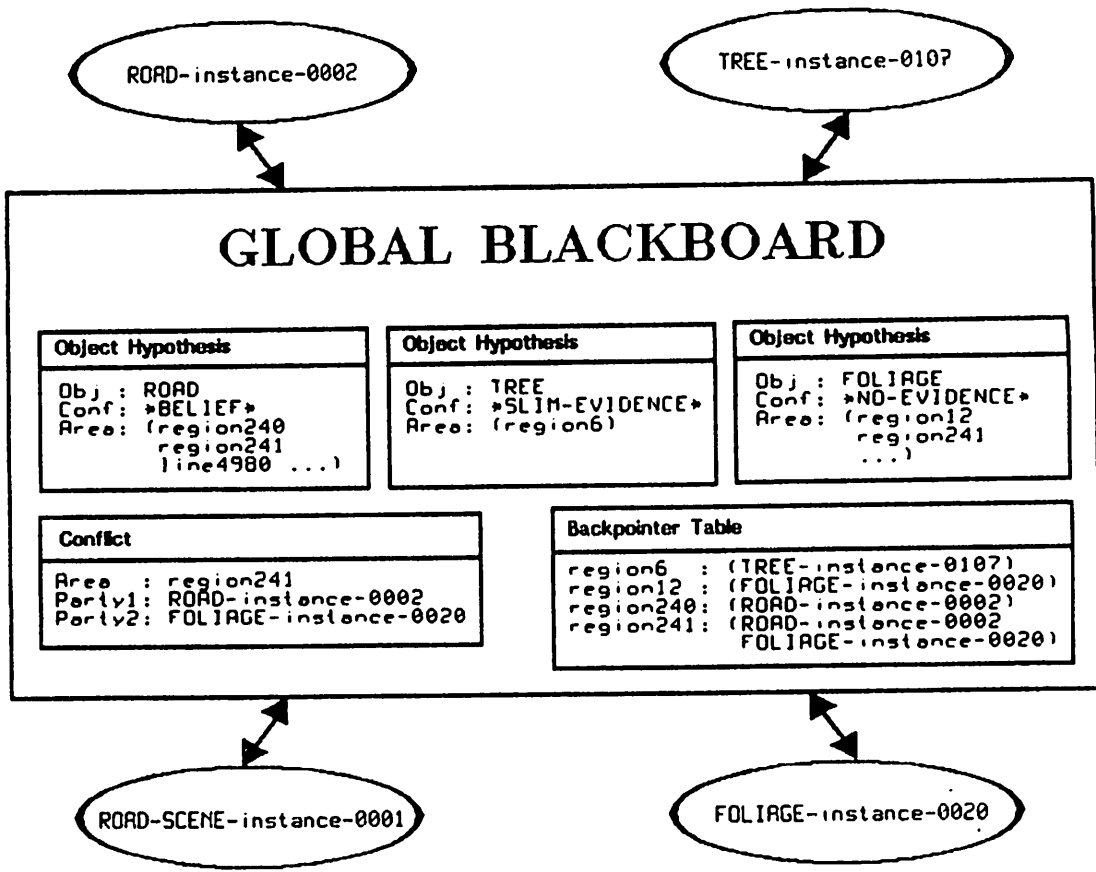 ROAD-instance-0002
TREE-instance-0107
GLOBAL BLACKBOARD
Object Hypothesis
Obj : ROAD
Conf: *BELIEF*
Area: (region240
region241
line4980 ...)
Object Hypothesis
Obj : TREE
Conf: *SLIM-EVIDENCE*
Area: (region6)
Object Hypothesis
Obj : FOLIAGE
Conf: *NO-EVIDENCE*
Area: (region12
region241
...)
Conflict
Area : region241
Party1: ROAD-instance-0002
Party2: FOLIAGE-instance-0020
Backpointer Table
region6 : (TREE-instance-0107)
region12 : (FOLIAGE-instance-0020)
region240: (ROAD-instance-0002)
region241: (ROAD-instance-0002
FOLIAGE-instance-0020)
ROAD-SCENE-instance-0001
FOLIAGE-instance-0020